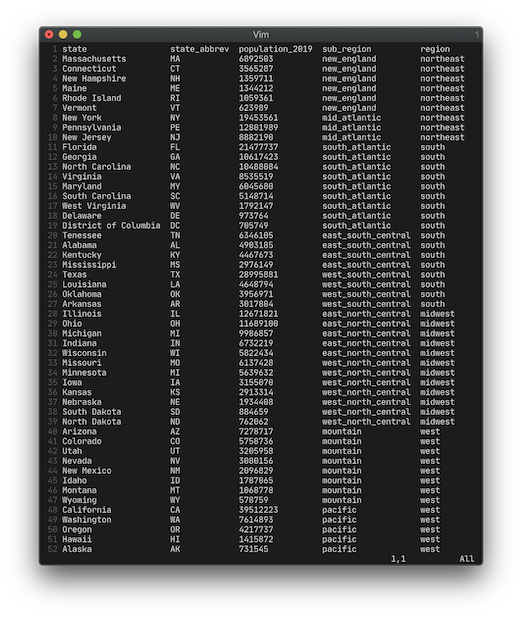 Vim 1
1 state state_abbrev population_2019 sub_region region
2 Massachusetts MA 6892503 new_england northeast
3 Connecticut CT 3565287 new_england northeast
4 New Hampshire NH 1359711 new_england northeast
5 Maine ME 1344212 new_england northeast
6 Rhode Island RI 1059361 new_england northeast
7 Vermont VT 623989 new_england northeast
8 New York NY 19453561 mid_atlantic northeast
9 Pennsylvania PE 12801989 mid_atlantic northeast
10 New Jersey NJ 8882190 mid_atlantic northeast
11 Florida FL 21477737 south_atlantic south
12 Georgia GA 10617423 south_atlantic south
13 North Carolina NC 10488084 south_atlantic south
14 Virginia VA 8535519 south_atlantic south
15 Maryland MY 6045680 south_atlantic south
16 South Carolina SC 5148714 south_atlantic south
17 West Virginia WV 1792147 south_atlantic south
18 Delaware DE 973764 south_atlantic south
19 District of Columbia DC 705749 south_atlantic south
20 Tenessee TN 6346105 east_south_central south
21 Alabama AL 4903185 east_south_central south
22 Kentucky KY 4467673 east_south_central south
23 Mississippi MS 2976149 east_south_central south
24 Texas TX 28995881 west_south_central south
25 Louisiana LA 4648794 west_south_central south
26 Oklahoma OK 3956971 west_south_central south
27 Arkansas AR 3017804 west_south_central south
28 Illinois IL 12671821 east_north_central midwest
29 Ohio OH 11689100 east_north_central midwest
30 Michigan MI 9986857 east_north_central midwest
31 Indiana IN 6732219 east_north_central midwest
32 Wisconsin WI 5822434 east_north_central midwest
33 Missouri MO 6137428 west_north_central midwest
34 Minnesota MI 5639632 west_north_central midwest
35 Iowa IA 3155070 west_north_central midwest
36 Kansas KS 2913314 west_north_central midwest
37 Nebraska NE 1934408 west_north_central midwest
38 South Dakota SD 884659 west_north_central midwest
39 North Dakota ND 762062 west_north_central midwest
40 Arizona AZ 7278717 mountain west
41 Colorado CO 5758736 mountain west
42 Utah UT 3205958 mountain west
43 Nevada NV 3080156 mountain west
44 New Mexico NM 2096829 mountain west
45 Idaho ID 1787065 mountain west
46 Montana MT 1068778 mountain west
47 Wyoming WY 578759 mountain west
48 California CA 39512223 pacific west
49 Washington WA 7614893 pacific west
50 Oregon OR 4217737 pacific west
51 Hawaii HI 1415872 pacific west
52 Alaska AK 731545 pacific west
1,1 All